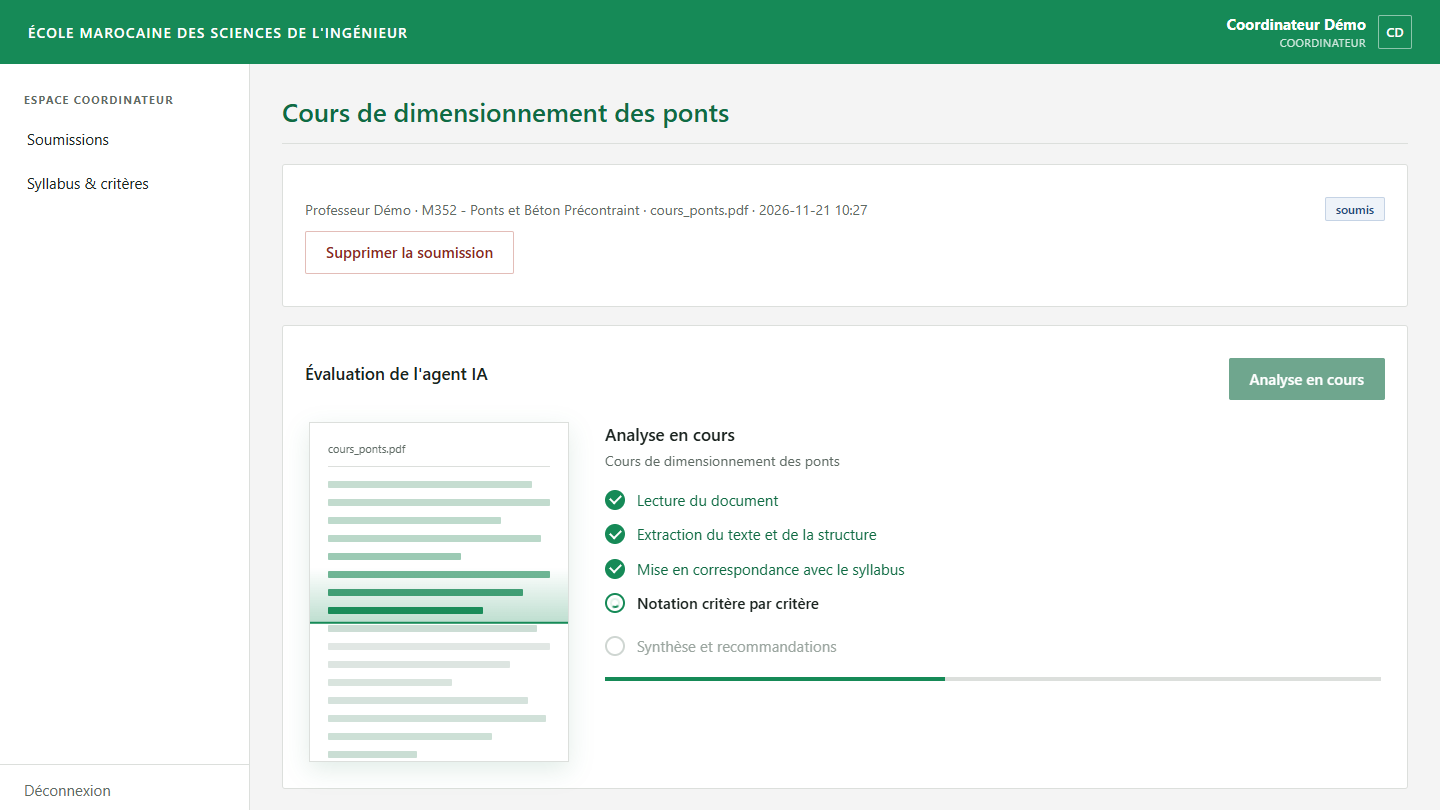 ÉCOLE MAROCAINE DES SCIENCES DE L'INGÉNIEUR
Coordinateur Démo
COORDINATEUR
CD
ESPACE COORDINATEUR
Soumissions
Syllabus & critères
Déconnexion
Cours de dimensionnement des ponts
Professeur Démo · M352 - Ponts et Béton Précontraint · cours_ponts.pdf · 2026-11-21 10:27
soumis
Supprimer la soumission
Évaluation de l'agent IA
Analyse en cours
cours_ponts.pdf
Analyse en cours
Cours de dimensionnement des ponts
Lecture du document
Extraction du texte et de la structure
Mise en correspondance avec le syllabus
Notation critère par critère
Synthèse et recommandations